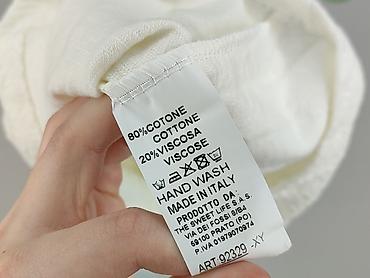 80%COTONE
COTTONE
20%VISCOSA
VISCOSE
HAND WASH
MADE IN ITALY
PRODOTTO DA:
THE SWEET LIFE S.A.S.
VIA DEI FOSSI 8/B4
59100 PRATO (PO)
P.IVA 01979070974
ART.92329 -XY